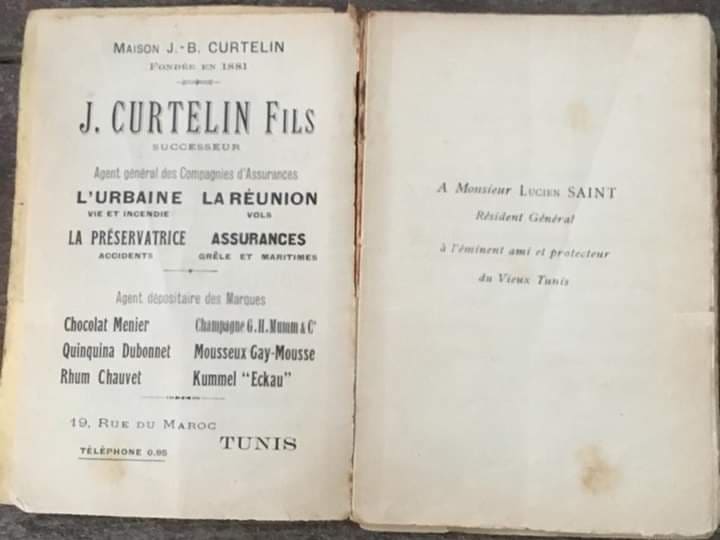 MAISON J.-B. CURTELIN
FONDÉE EN 1881
J. CURTELIN FILS
SUCCESSEUR
Agent général des Compagnies d'Assurances
L'URBAINE LA RÉUNION
VIE ET INCENDIE VOLS
LA PRÉSERVATRICE ASSURANCES
ACCIDENTS GRÊLE ET MARITIMES
Agent dépositaire des Marques
Chocolat Menier Champagne G. H. Mumm & Cº
Quinquina Dubonnet Mousseux Gay-Mousse
Rhum Chauvet Kummel "Eckau"
19, RUE DU MAROC
TUNIS
TÉLÉPHONE 0.95
A Monsieur LUCIEN SAINT
Résident Général
à l'éminent ami et protecteur
du Vieux Tunis